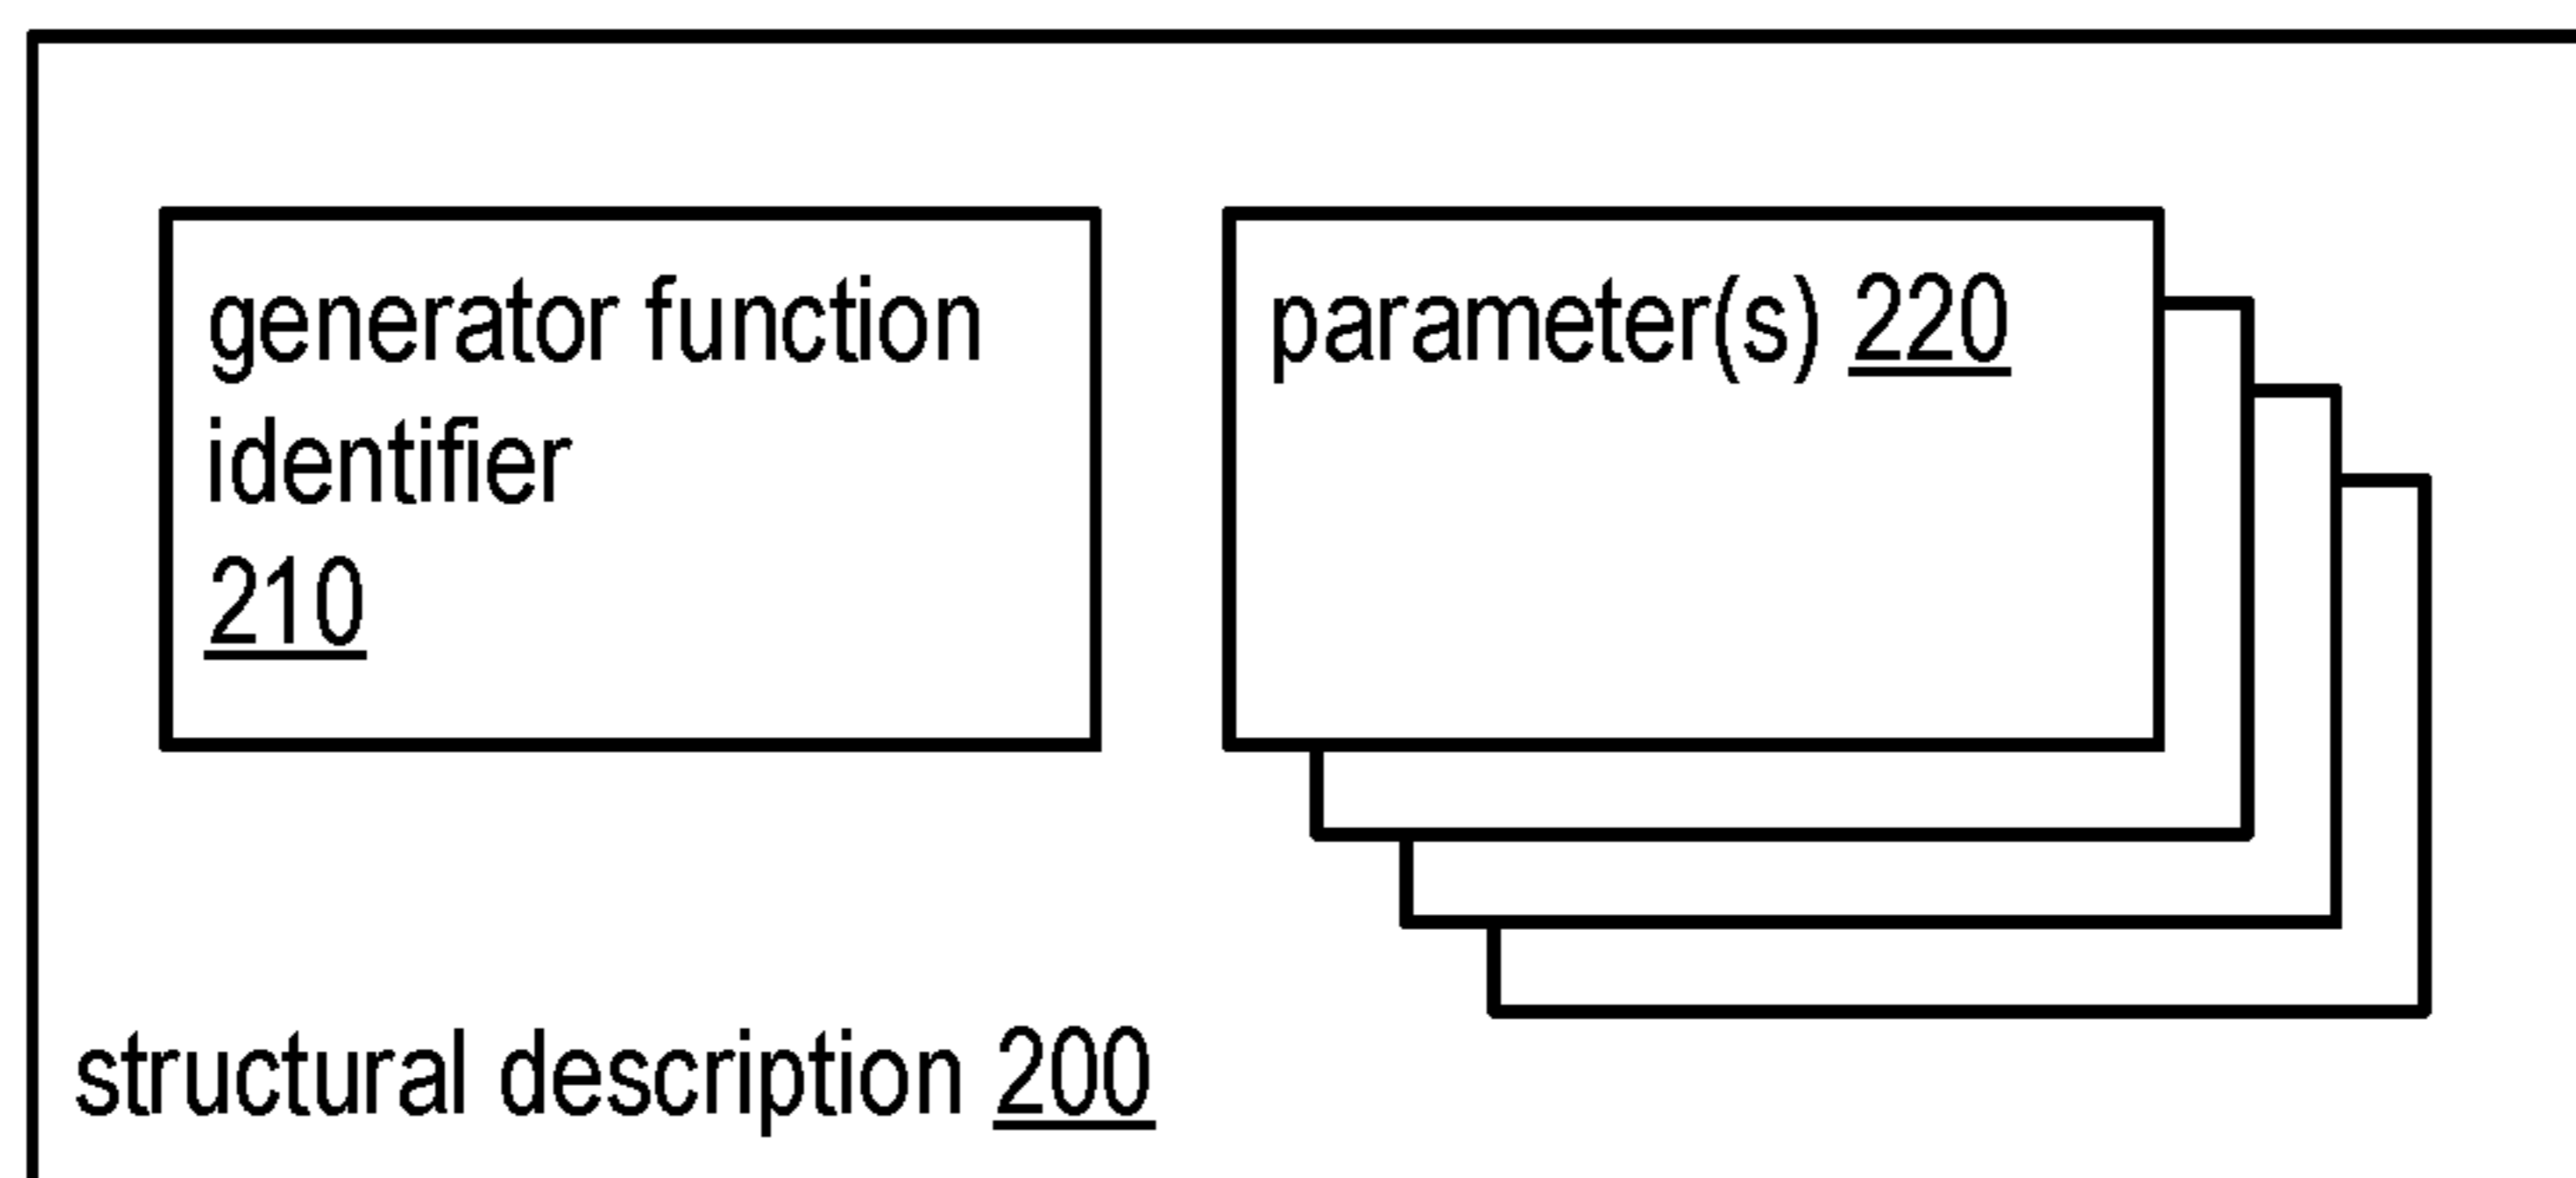 generator function
identifier
210
parameter(s) 220
structural description 200